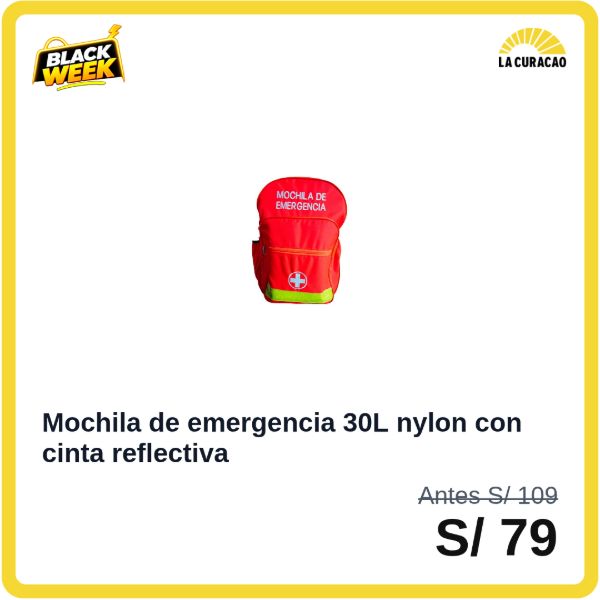 BLACK
WEEK
LA CURACAO
MOCHILA DE
EMERGENCIA
Mochila de emergencia 30L nylon con
cinta reflectiva
Antes S/ 109
S/ 79